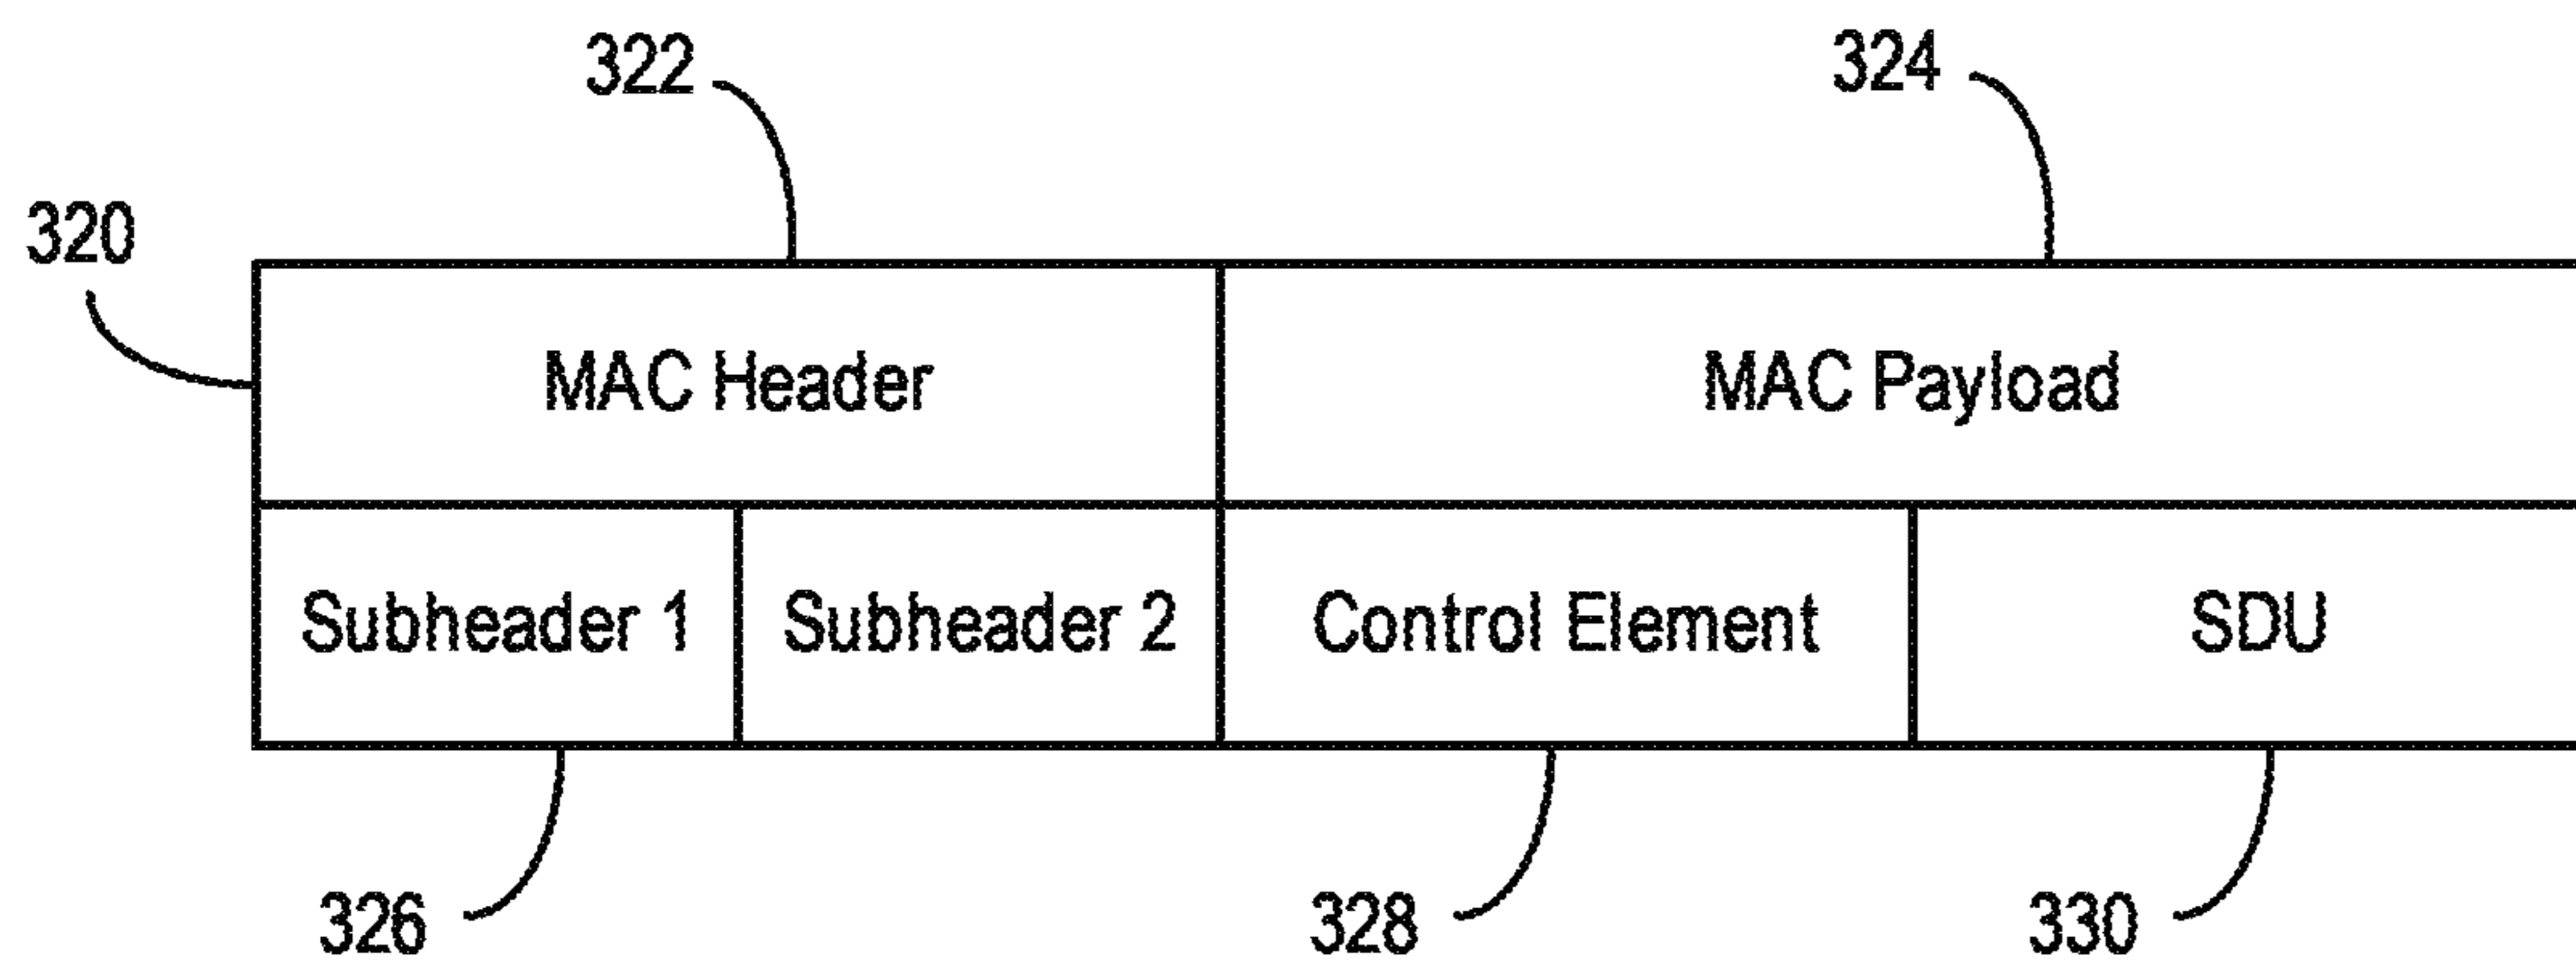 322 324
320
MAC Header MAC Payload
Subheader 1 Subheader 2 Control Element SDU
326 328 330